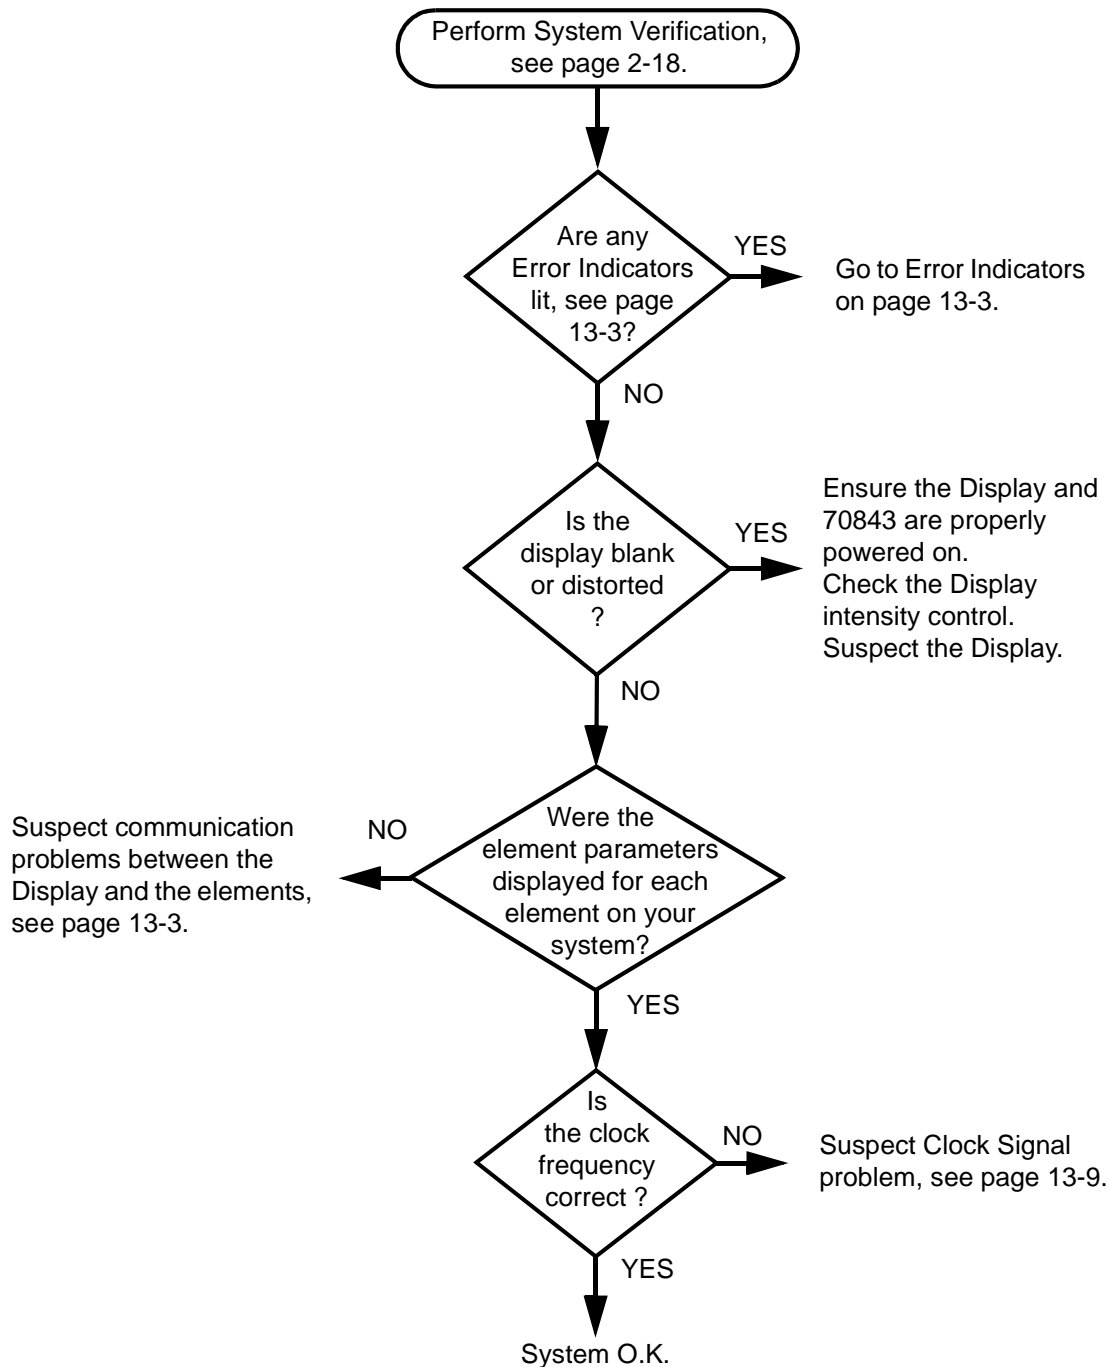 Perform System Verification,
see page 2-18.
Are any
Error Indicators
lit, see page
13-3?
YES
Go to Error Indicators
on page 13-3.
NO
Is the
display blank
or distorted
?
YES
Ensure the Display and
70843 are properly
powered on.
Check the Display
intensity control.
Suspect the Display.
NO
Were the
element parameters
displayed for each
element on your
system?
NO
Suspect communication
problems between the
Display and the elements,
see page 13-3.
YES
Is
the clock
frequency
correct ?
NO
Suspect Clock Signal
problem, see page 13-9.
YES
System O.K.